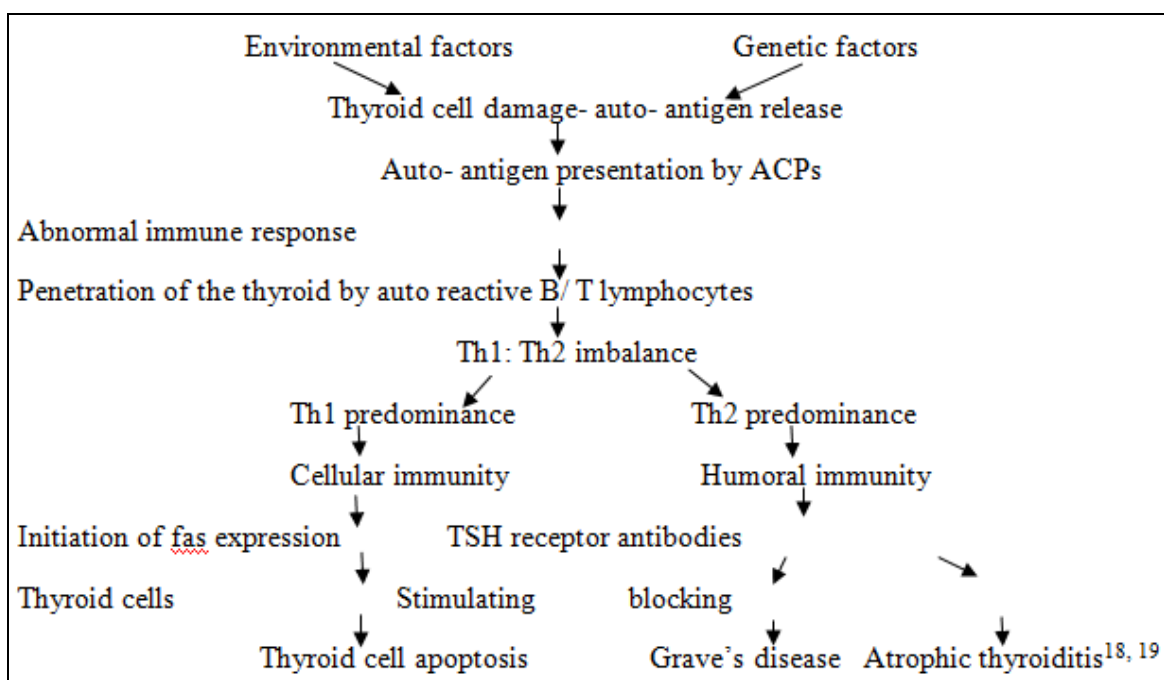 Environmental factors Genetic factors
Thyroid cell damage- auto- antigen release
Auto- antigen presentation by ACPs
Abnormal immune response
Penetration of the thyroid by auto reactive B/ T lymphocytes
Th1: Th2 imbalance
Th1 predominance Th2 predominance
Cellular immunity Humoral immunity
Initiation of fas expression TSH receptor antibodies
Thyroid cells Stimulating blocking
Thyroid cell apoptosis Grave’s disease Atrophic thyroiditis18, 19